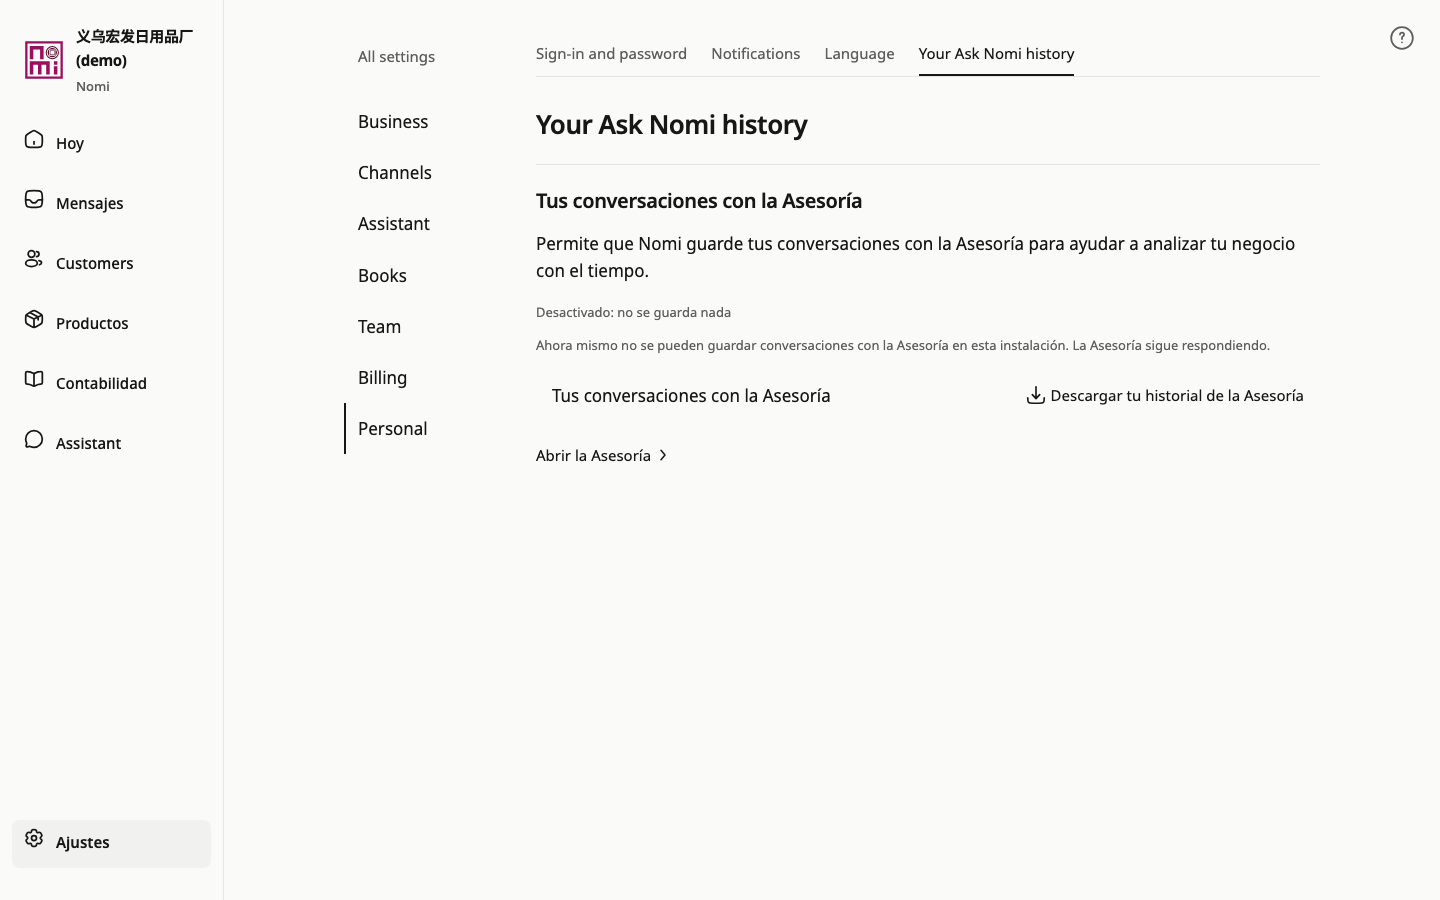 义乌宏发日用品厂
(demo)
Nomi
Hoy
Mensajes
Customers
Productos
Contabilidad
Assistant
Ajustes
All settings
Business
Channels
Assistant
Books
Team
Billing
Personal
Sign-in and password
Notifications
Language
Your Ask Nomi history
Your Ask Nomi history
Tus conversaciones con la Asesoría
Permite que Nomi guarde tus conversaciones con la Asesoría para ayudar a analizar tu negocio
con el tiempo.
Desactivado: no se guarda nada
Ahora mismo no se pueden guardar conversaciones con la Asesoría en esta instalación. La Asesoría sigue respondiendo.
Tus conversaciones con la Asesoría
Descargar tu historial de la Asesoría
Abrir la Asesoría